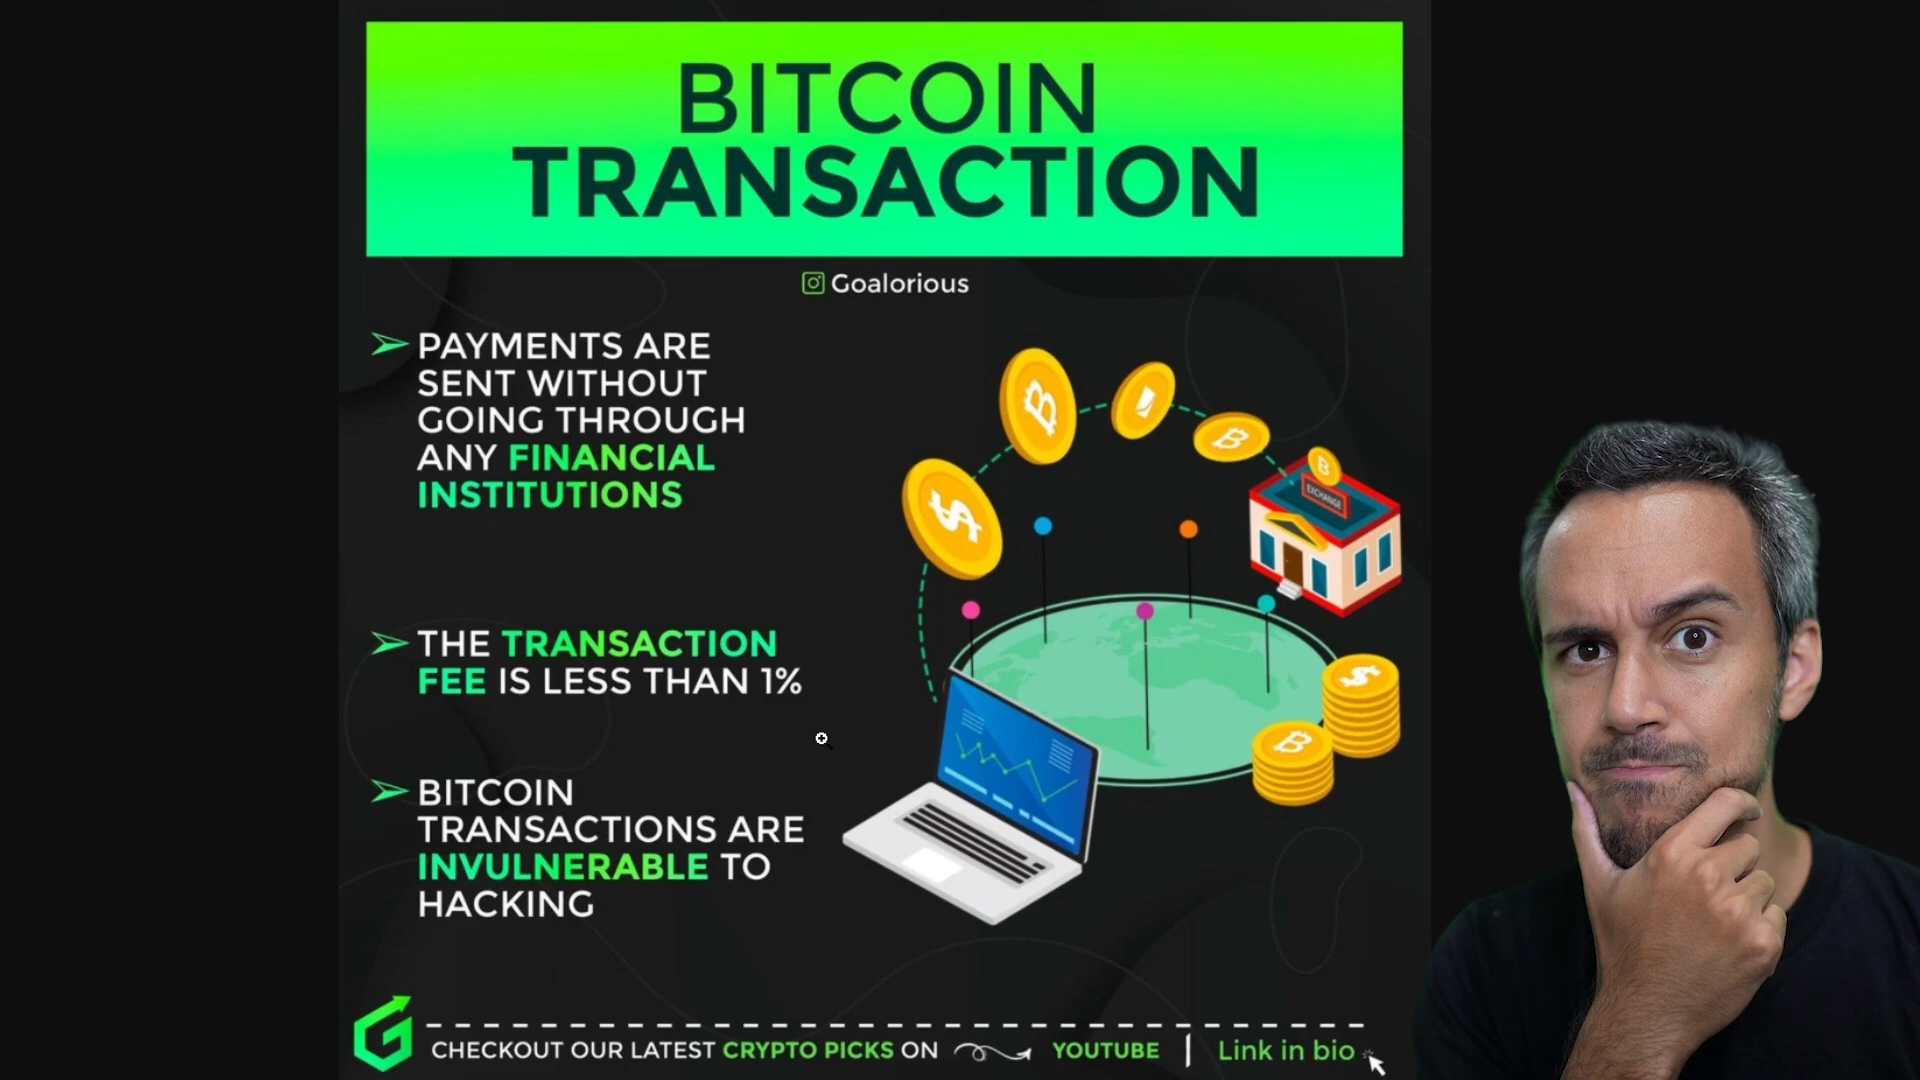 BITCOIN
TRANSACTION
Goalorious
PAYMENTS ARE
SENT WITHOUT
GOING THROUGH
ANY FINANCIAL
INSTITUTIONS
THE TRANSACTION
FEE IS LESS THAN 1%
BITCOIN
TRANSACTIONS ARE
INVULNERABLE TO
HACKING
EXCHANGE
CHECKOUT OUR LATEST CRYPTO PICKS ON YOUTUBE | Link in bio